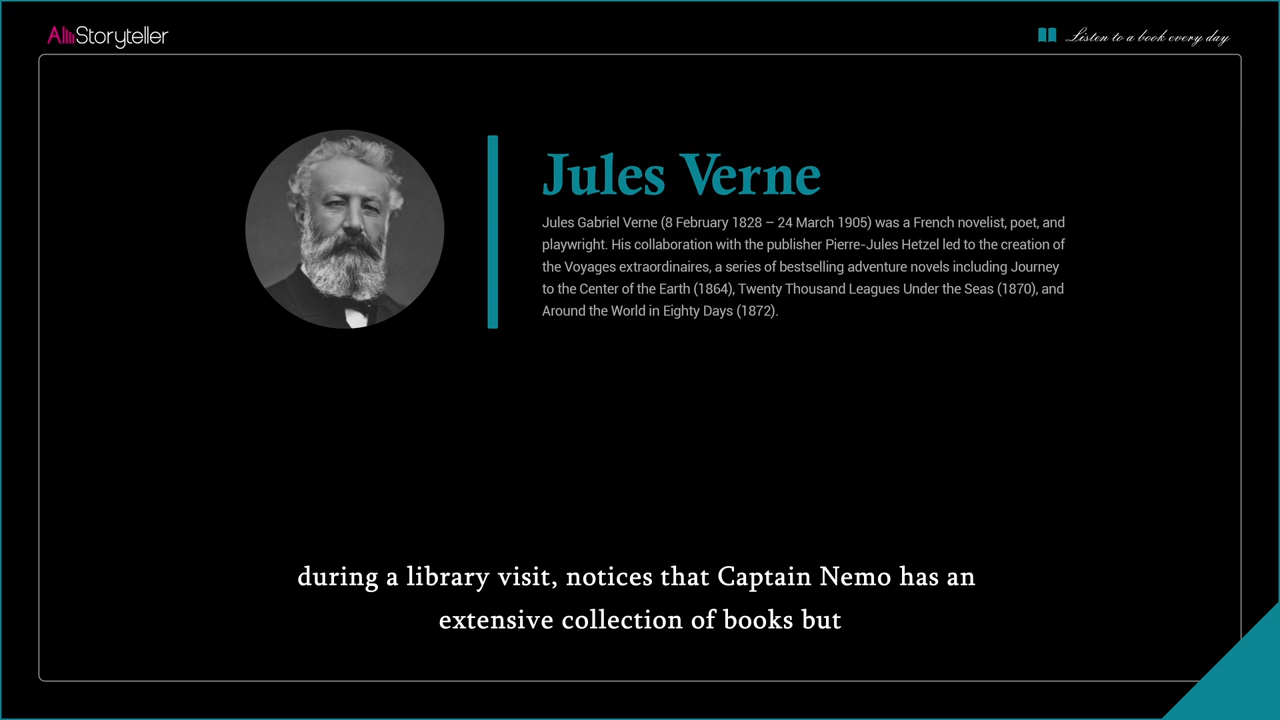 AllStoryteller
Listen to a book every day
Jules Verne
Jules Gabriel Verne (8 February 1828 – 24 March 1905) was a French novelist, poet, and
playwright. His collaboration with the publisher Pierre-Jules Hetzel led to the creation of
the Voyages extraordinaires, a series of bestselling adventure novels including Journey
to the Center of the Earth (1864), Twenty Thousand Leagues Under the Seas (1870), and
Around the World in Eighty Days (1872).
during a library visit, notices that Captain Nemo has an
extensive collection of books but